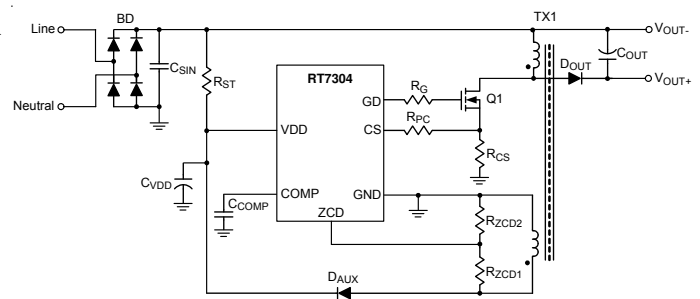 BD
TX1
Line
VOUT-
CSIN
RST
DOUT
COUT
RT7304
RG
Q1
VOUT+
Neutral
GD
VDD
CS
RPC
RCS
CVDD
COMP
GND
CCOMP
ZCD
RZCD2
RZCD1
DAUX